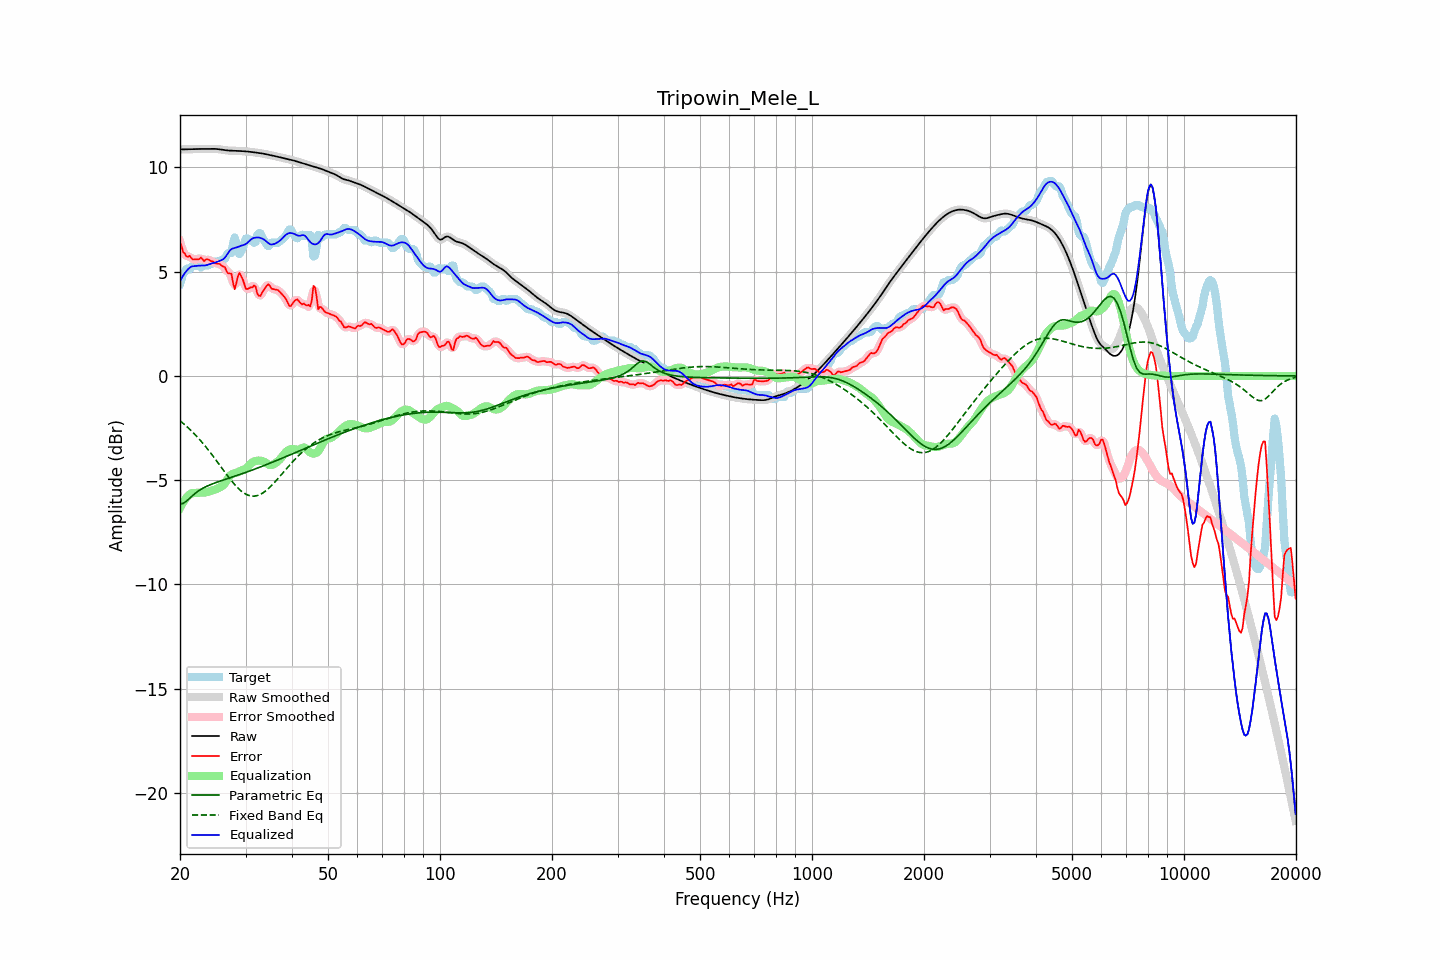 Tripowin_Mele_L
Amplitude (dBr)
10
5
0
−5
−10
−15
−20
Target
Raw Smoothed
Error Smoothed
Raw
Error
Equalization
Parametric Eq
Fixed Band Eq
Equalized
20
50
100
200
500
1000
2000
5000
10000
20000
Frequency (Hz)